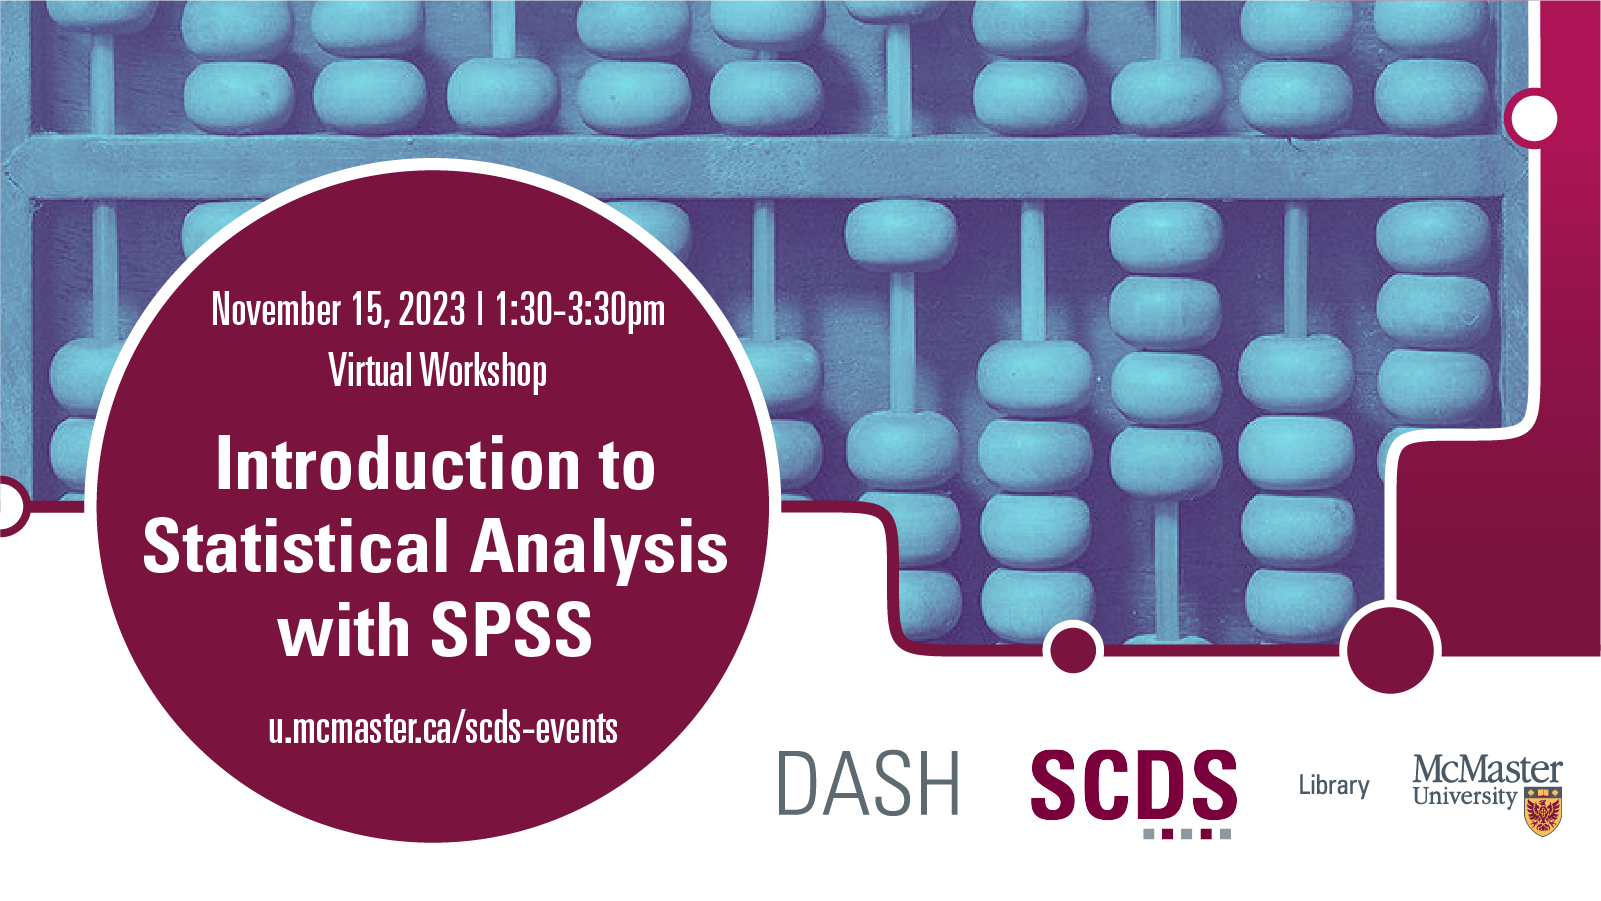 November 15, 2023 | 1:30-3:30pm
Virtual Workshop
Introduction to
Statistical Analysis
with SPSS
u.mcmaster.ca/scds-events
DASH
SCDS
Library
McMaster
University